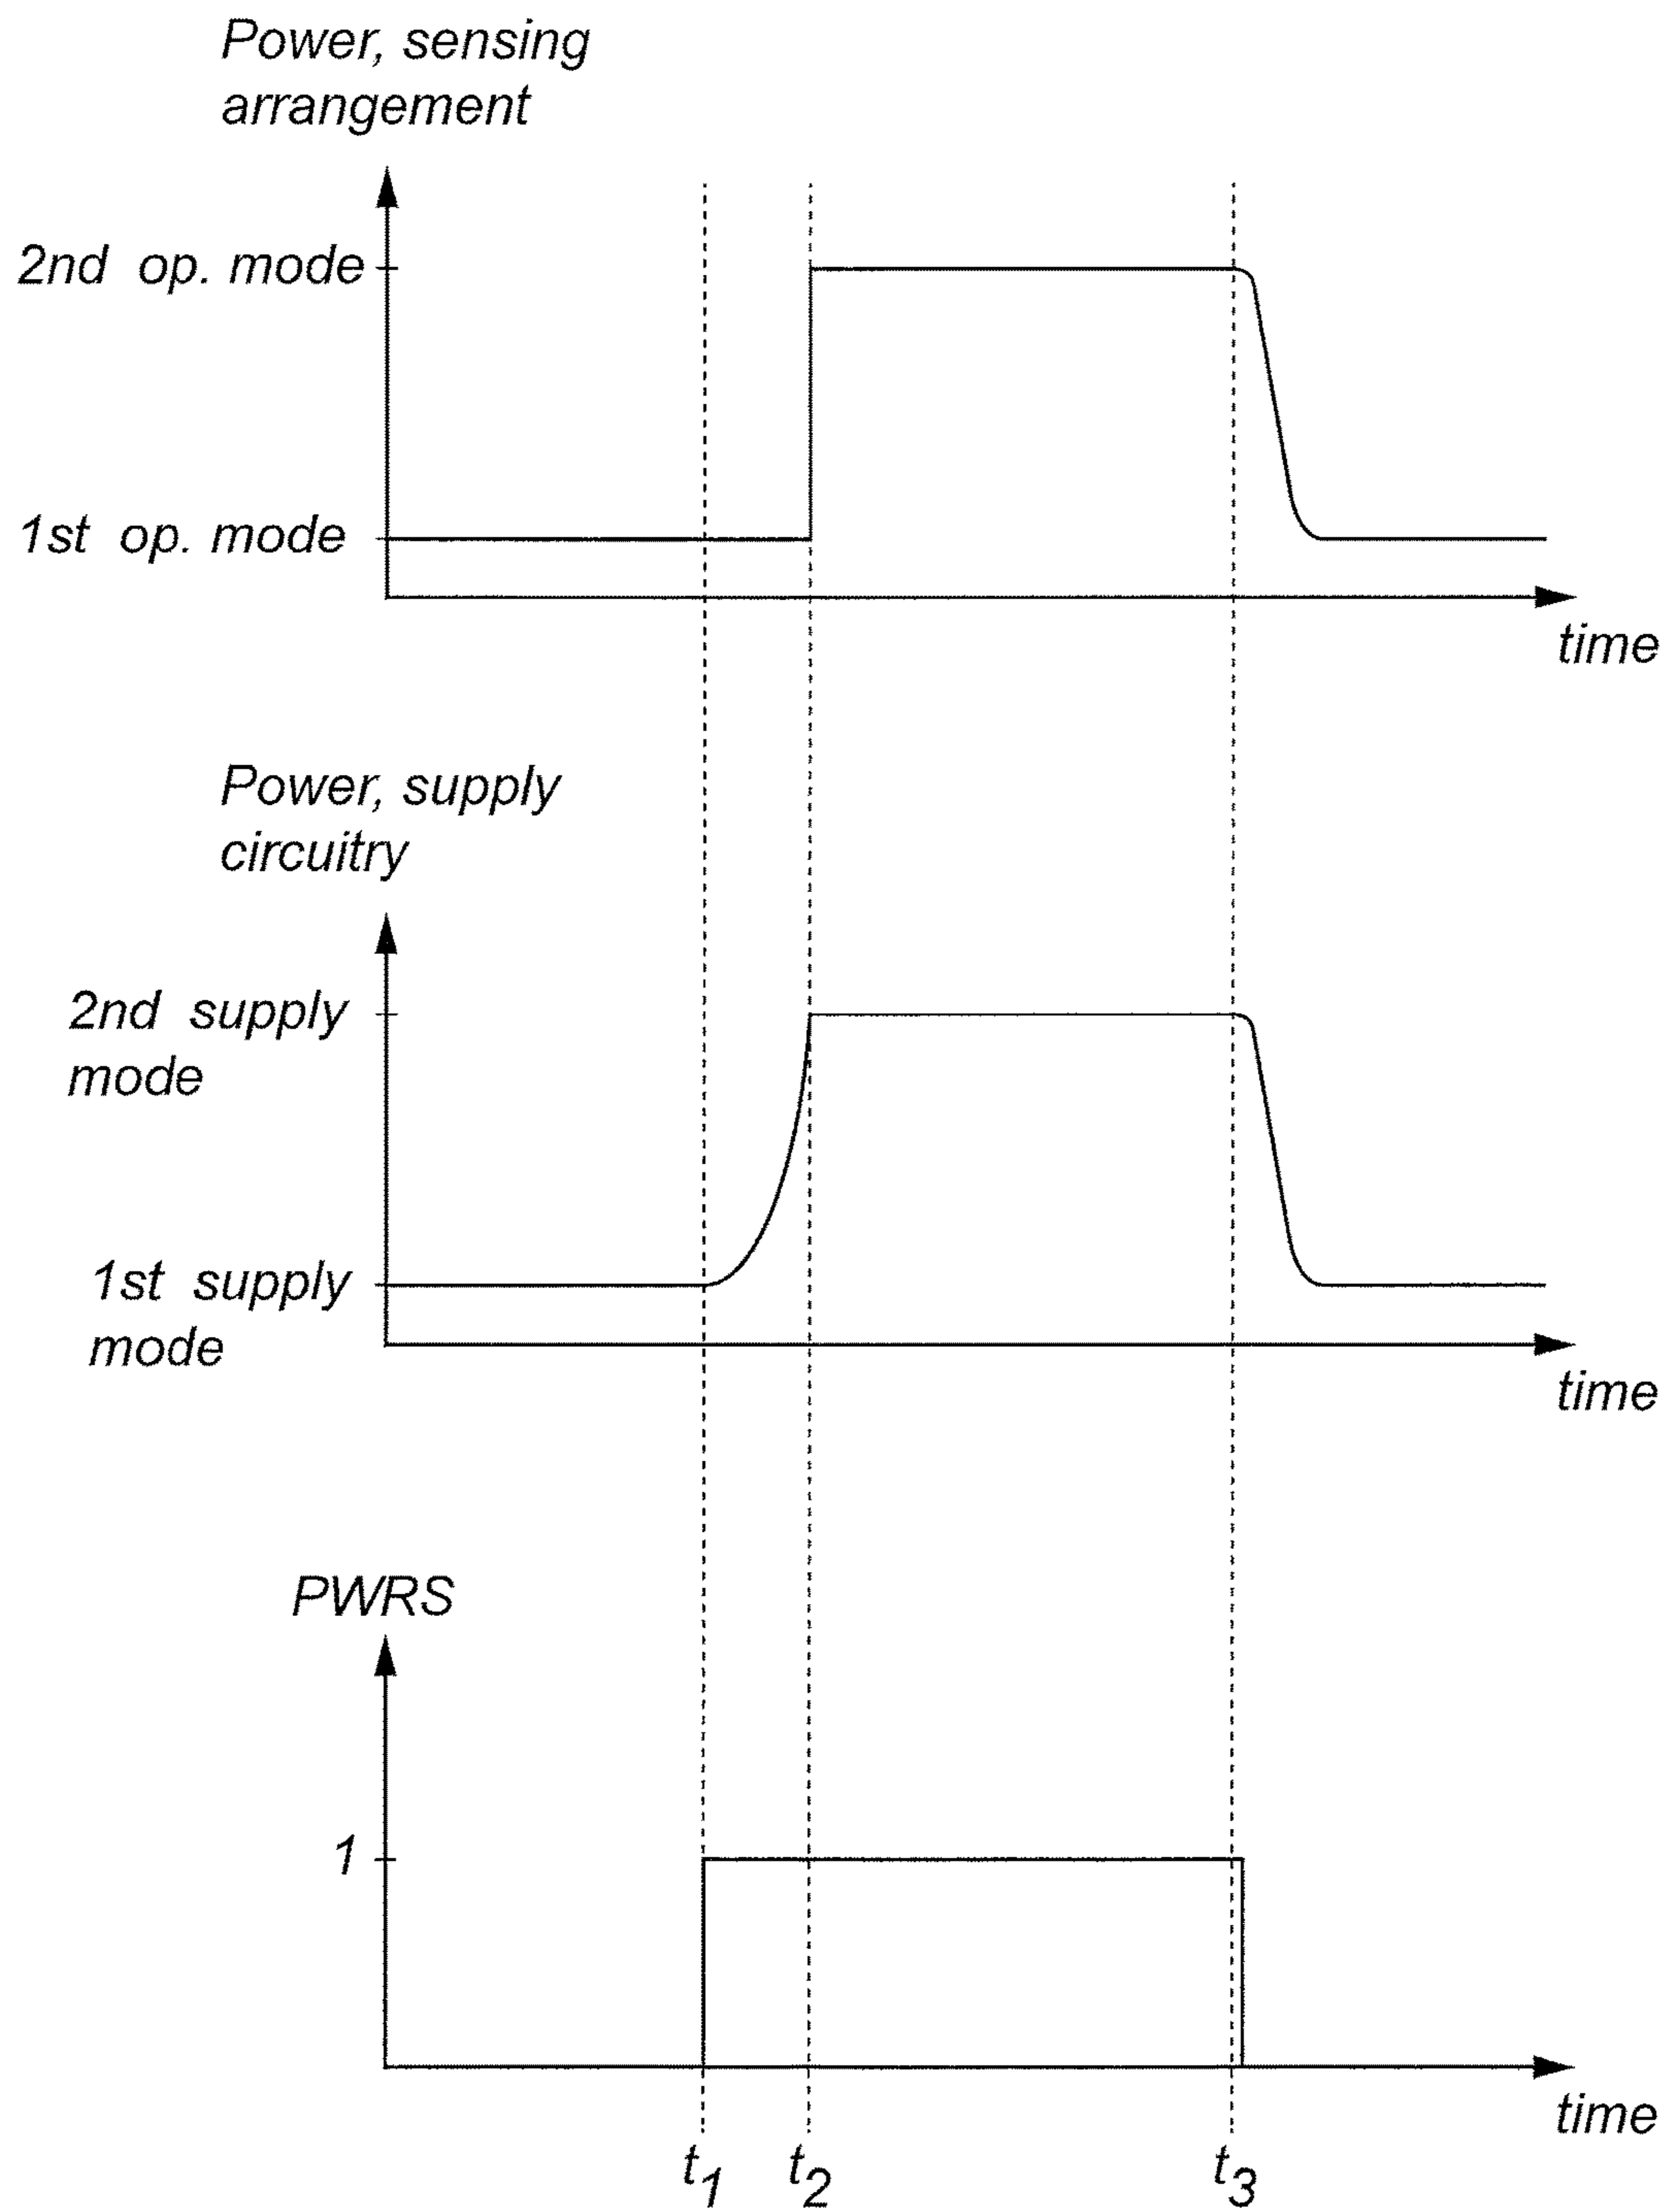 Power, sensing
arrangement
2nd op. mode
1st op. mode
time
Power, supply
circuitry
2nd supply
mode
1st supply
mode
time
PWRS
1
time
t1 t2 t3